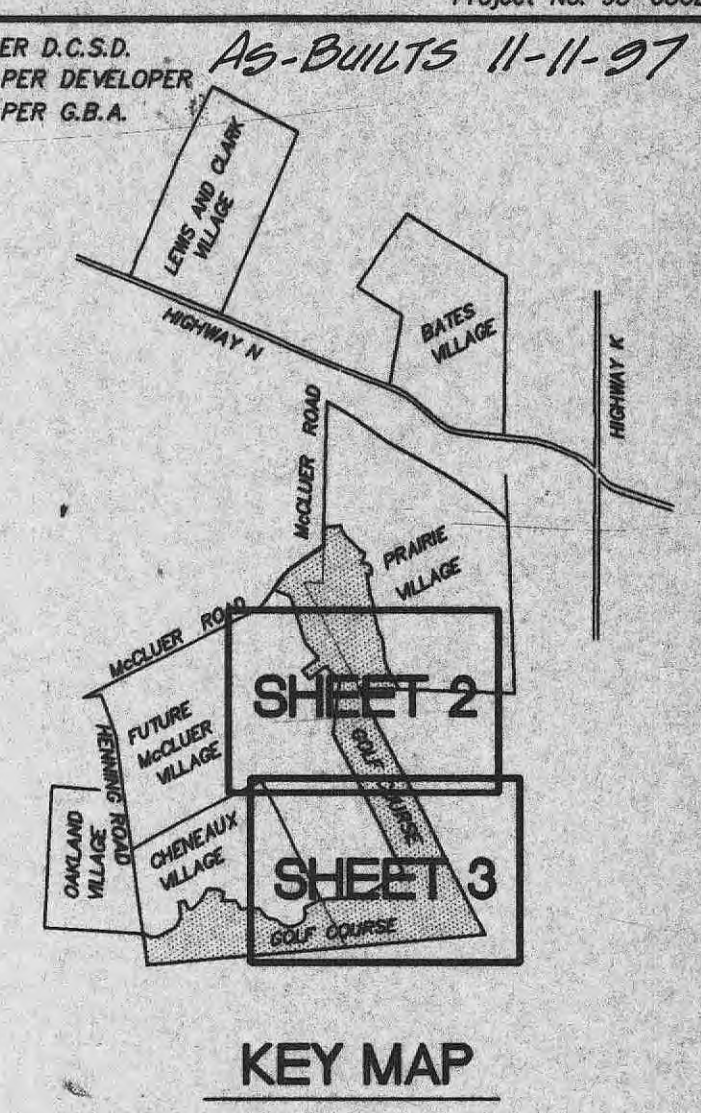 Project No.
ER D.C.S.D.
PER DEVELOPER
PER G.B.A.
AS-BUILTS 11-11-97
LEWIS AND CLARK
VILLAGE
HIGHWAY N
BATES
VILLAGE
HIGHWAY K
McCLUER ROAD
PRAIRIE
VILLAGE
McCLUER ROAD
SHEET 2
FUTURE
McCLUER
VILLAGE
HENNING ROAD
GOLF COURSE
OAKLAND
VILLAGE
CHENEAUX
VILLAGE
SHEET 3
GOLF COURSE
KEY MAP